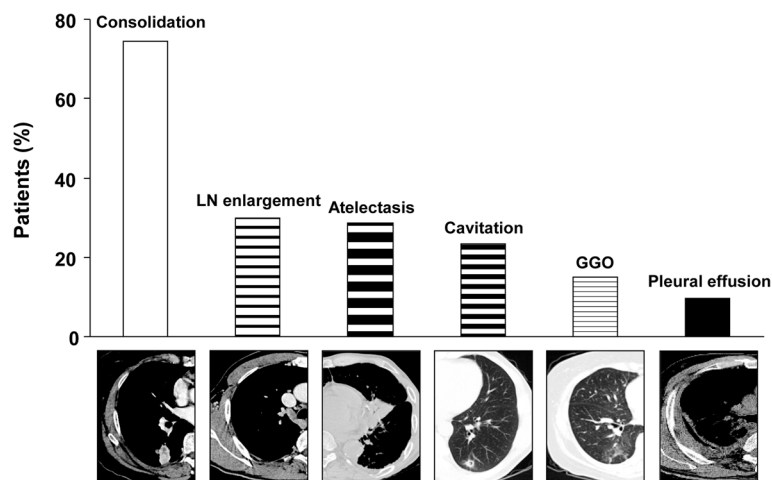 80
60
40
20
0
Patients (%)
Consolidation
LN enlargement
Atelectasis
Cavitation
GGO
Pleural effusion